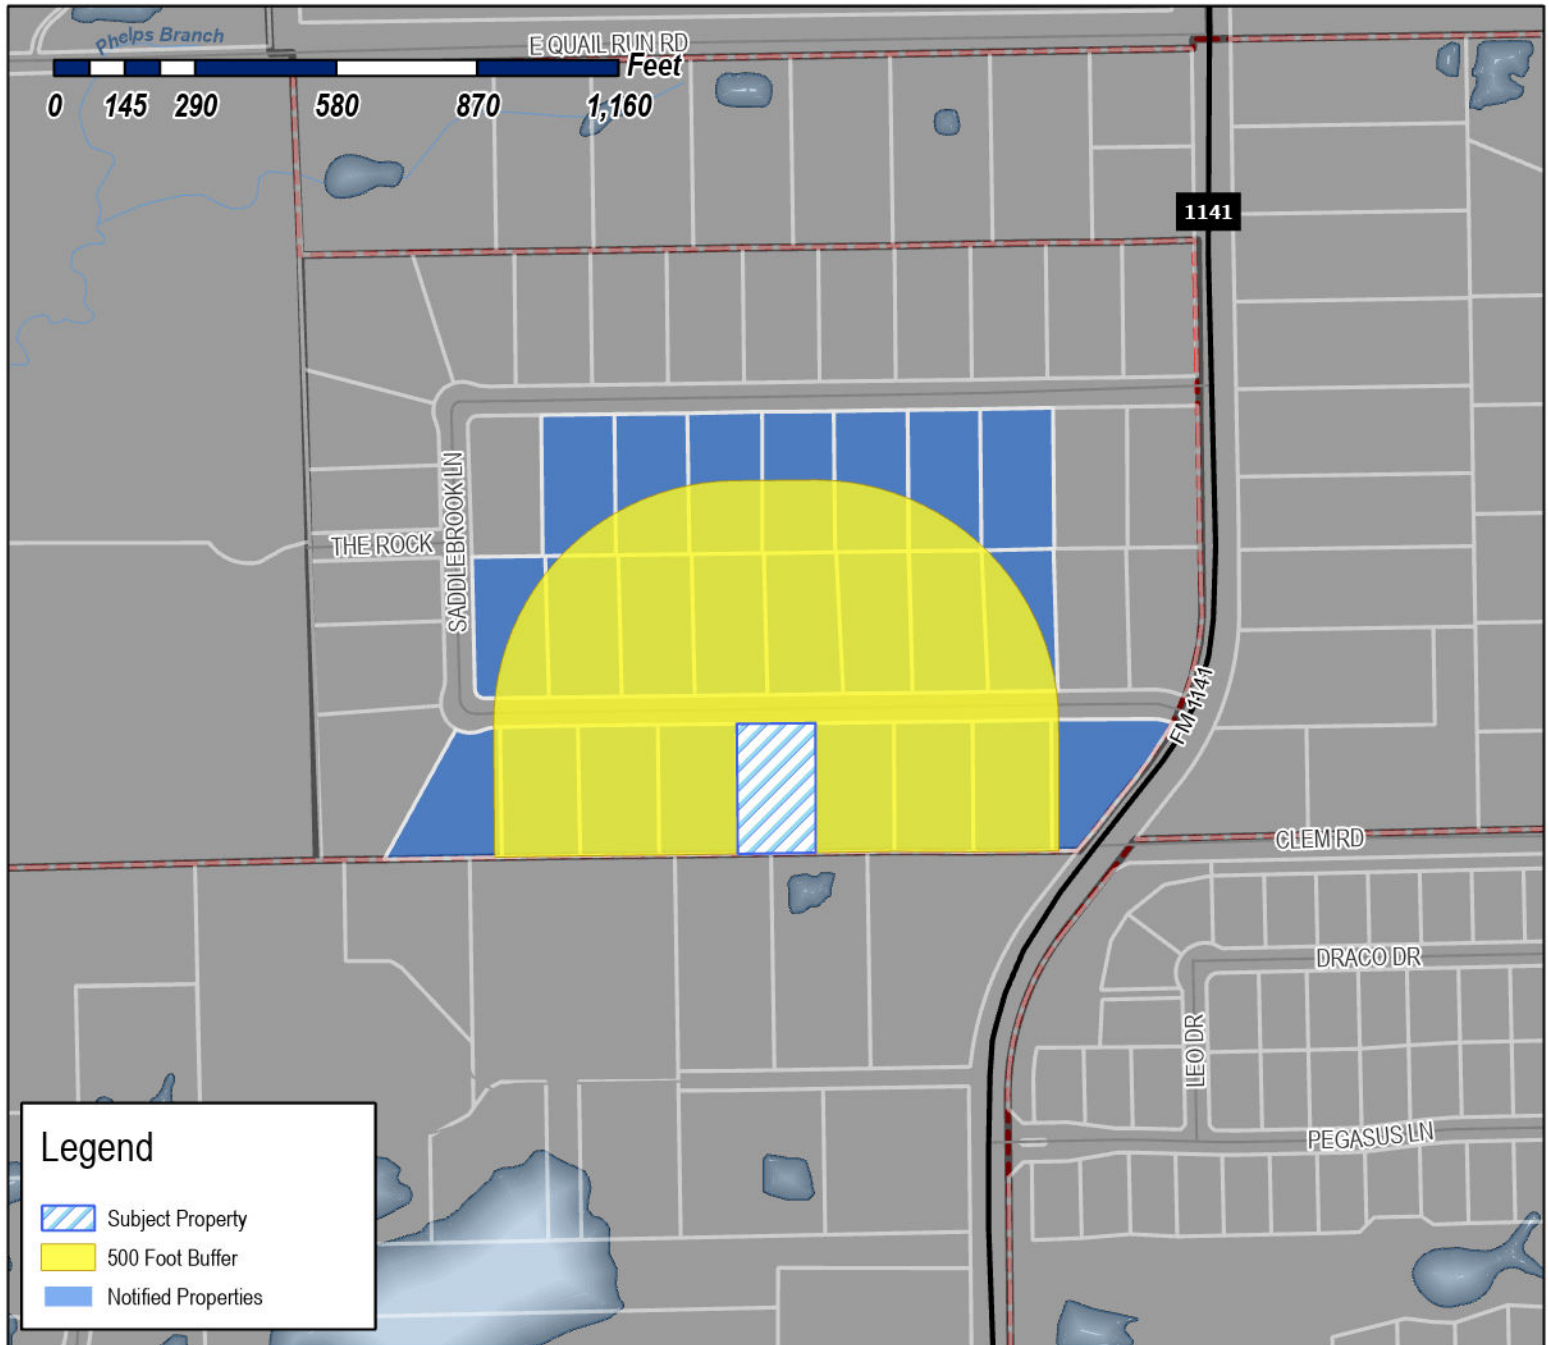 Phelps Branch
E QUAIL RUN RD
Feet
0 145 290 580 870 1,160
1141
SADDLEBROOK LN
THE ROCK
FM 1141
CLEM RD
DRACO DR
LEO DR
PEGASUS LN
Legend
Subject Property
500 Foot Buffer
Notified Properties